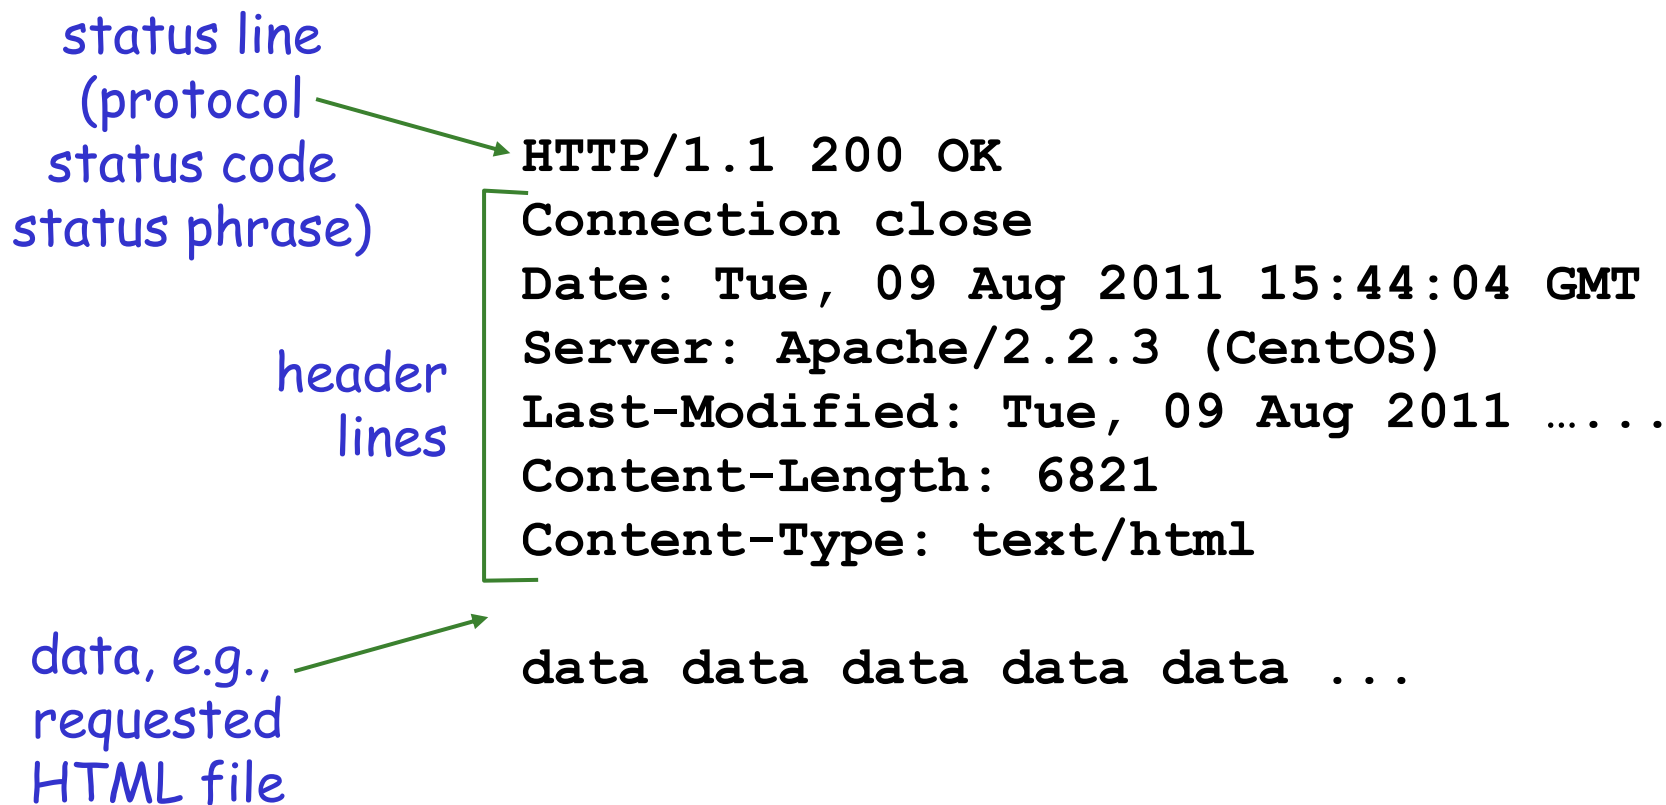 status line
(protocol
status code
status phrase)
HTTP/1.1 200 OK
Connection close
Date: Tue, 09 Aug 2011 15:44:04 GMT
Server: Apache/2.2.3 (CentOS)
Last-Modified: Tue, 09 Aug 2011 …...
Content-Length: 6821
Content-Type: text/html
header
lines
data, e.g.,
requested
HTML file
data data data data data ...